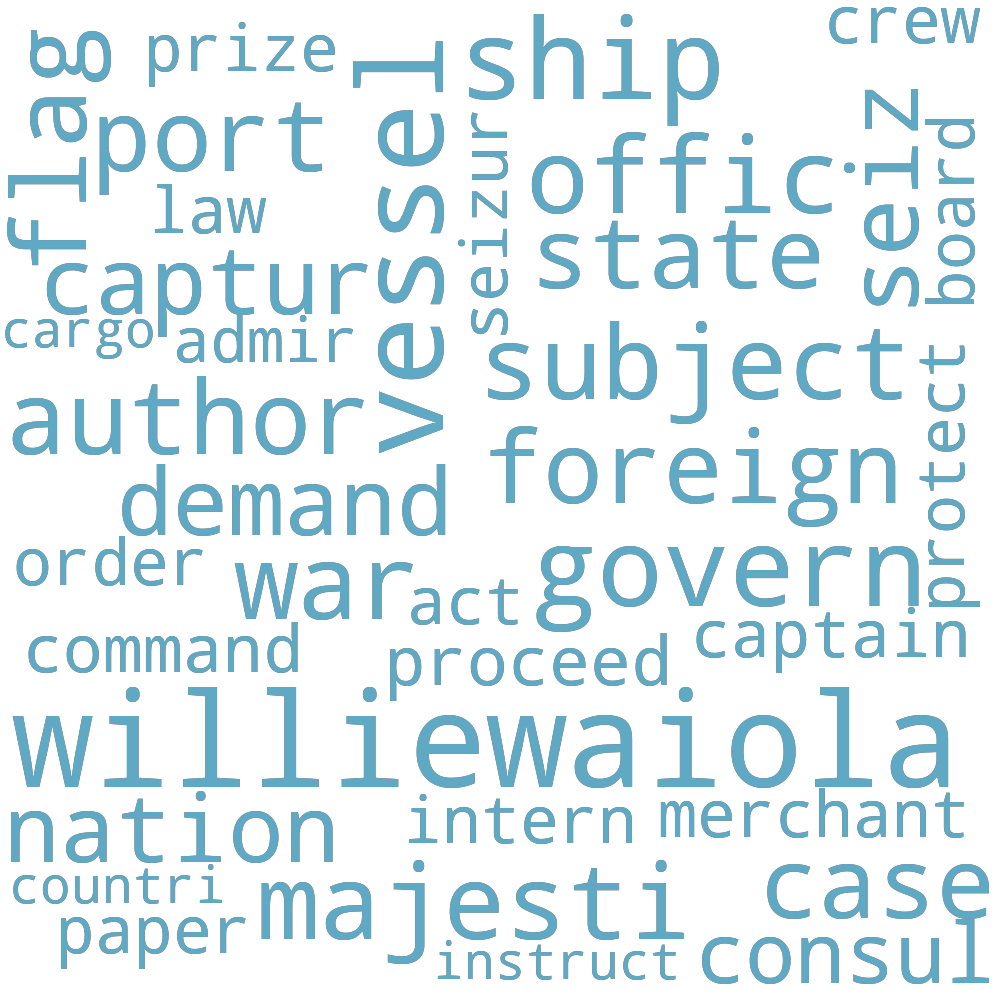 crew
prize
ship
flag
vessel
port
seiz
seizur
board
offic
law
state
captur
cargo
admir
subject
protect
author
foreign
demand
order
govern
war
act
captain
command
proceed
williewaiola
nation
intern
merchant
countri
majesti
case
paper
instruct
consul